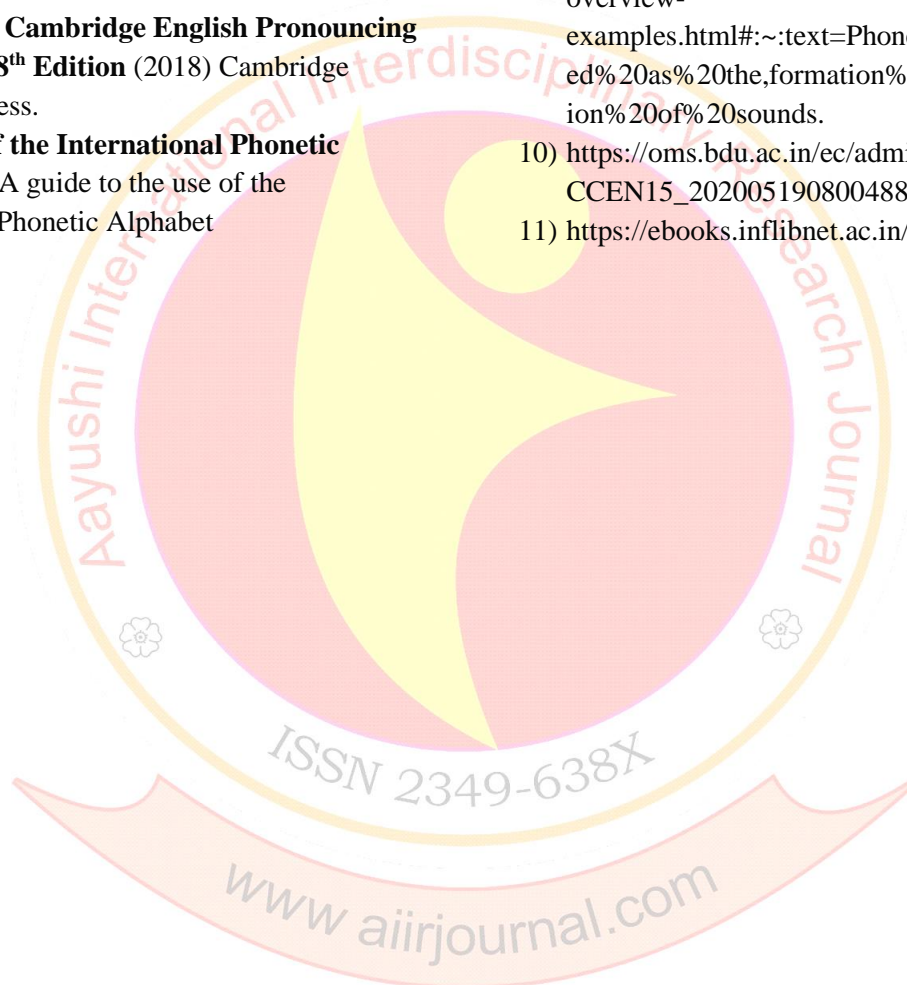 Cambridge English Pronouncing
8th Edition (2018) Cambridge
ess.
the International Phonetic
A guide to the use of the
Phonetic Alphabet
overview-
examples.html#:~:text=Phone
ed%20as%20the,formation%
ion%20of%20sounds.
10) https://oms.bdu.ac.in/ec/admi
CCEN15_202005190800488
11) https://ebooks.inflibnet.ac.in/
Aayushi International Interdisciplinary Research Journal
ISSN 2349-638X
www aiirjournal.com